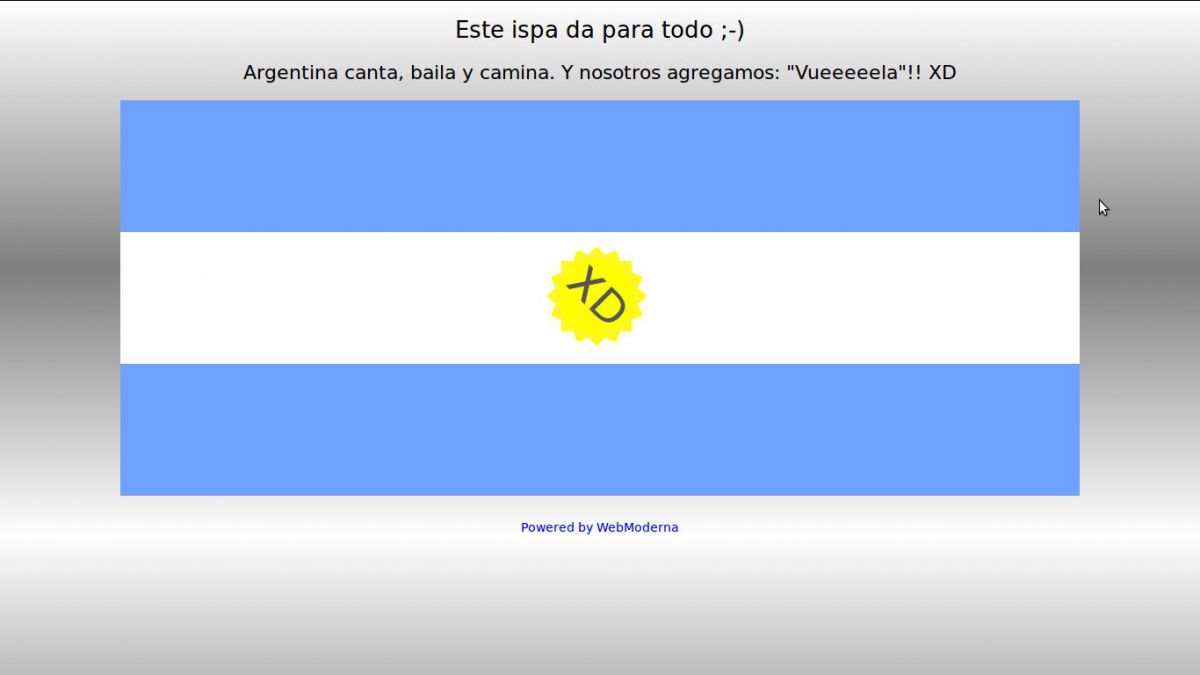 Este ispa da para todo ;-)
Argentina canta, baila y camina. Y nosotros agregamos: "Vueeeeela"!! XD
XD
Powered by WebModerna